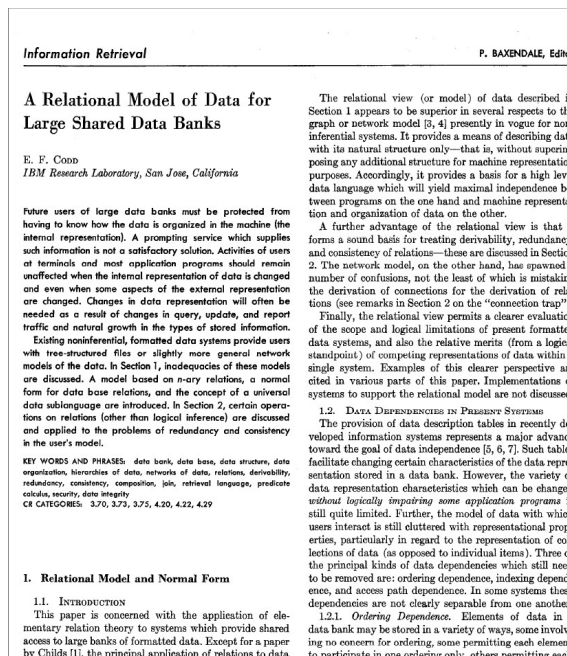 Information Retrieval
P. BAXENDALE, Edito
A Relational Model of Data for
Large Shared Data Banks
E. F. CODD
IBM Research Laboratory, San Jose, California
Future users of large data banks must be protected from
having to know how the data is organized in the machine (the
internal representation). A prompting service which supplies
such information is not a satisfactory solution. Activities of users
at terminals and most application programs should remain
unaffected when the internal representation of data is changed
and even when some aspects of the external representation
are changed. Changes in data representation will often be
needed as a result of changes in query, update, and report
traffic and natural growth in the types of stored information.
Existing noninferential, formatted data systems provide users
with tree-structured files or slightly more general network
models of the data. In Section 1, inadequacies of these models
are discussed. A model based on n-ary relations, a normal
form for data base relations, and the concept of a universal
data sublanguage are introduced. In Section 2, certain opera-
tions on relations (other than logical inference) are discussed
and applied to the problems of redundancy and consistency
in the user's model.
KEY WORDS AND PHRASES: data bank, data base, data structure, data
organization, hierarchies of data, networks of data, relations, derivability,
redundancy, consistency, composition, join, retrieval language, predicate
calculus, security, data integrity
CR CATEGORIES: 3.70, 3.73, 3.75, 4.20, 4.22, 4.29
1. Relational Model and Normal Form
1.1. INTRODUCTION
This paper is concerned with the application of ele-
mentary relation theory to systems which provide shared
access to large banks of formatted data. Except for a paper
by Childs [1], the principal application of relations to data
The relational view (or model) of data described i
Section 1 appears to be superior in several respects to th
graph or network model [3, 4] presently in vogue for non
inferential systems. It provides a means of describing dat
with its natural structure only—that is, without superim
posing any additional structure for machine representatio
purposes. Accordingly, it provides a basis for a high leve
data language which will yield maximal independence be
tween programs on the one hand and machine representa
tion and organization of data on the other.
A further advantage of the relational view is that
forms a sound basis for treating derivability, redundancy
and consistency of relations—these are discussed in Sectio
2. The network model, on the other hand, has spawned
number of confusions, not the least of which is mistakin
the derivation of connections for the derivation of rela
tions (see remarks in Section 2 on the "connection trap"
Finally, the relational view permits a clearer evaluatio
of the scope and logical limitations of present formatte
data systems, and also the relative merits (from a logica
standpoint) of competing representations of data within
single system. Examples of this clearer perspective ar
cited in various parts of this paper. Implementations o
systems to support the relational model are not discussed
1.2. DATA DEPENDENCIES IN PRESENT SYSTEMS
The provision of data description tables in recently de
veloped information systems represents a major advanc
toward the goal of data independence [5, 6, 7]. Such table
facilitate changing certain characteristics of the data repre
sentation stored in a data bank. However, the variety o
data representation characteristics which can be change
without logically impairing some application programs i
still quite limited. Further, the model of data with whic
users interact is still cluttered with representational prop
erties, particularly in regard to the representation of co
lections of data (as opposed to individual items). Three o
the principal kinds of data dependencies which still nee
to be removed are: ordering dependence, indexing depend
ence, and access path dependence. In some systems thes
dependencies are not clearly separable from one another
1.2.1. Ordering Dependence. Elements of data in
data bank may be stored in a variety of ways, some involv
ing no concern for ordering, some permitting each elemen
to participate in one ordering only, others permitting each